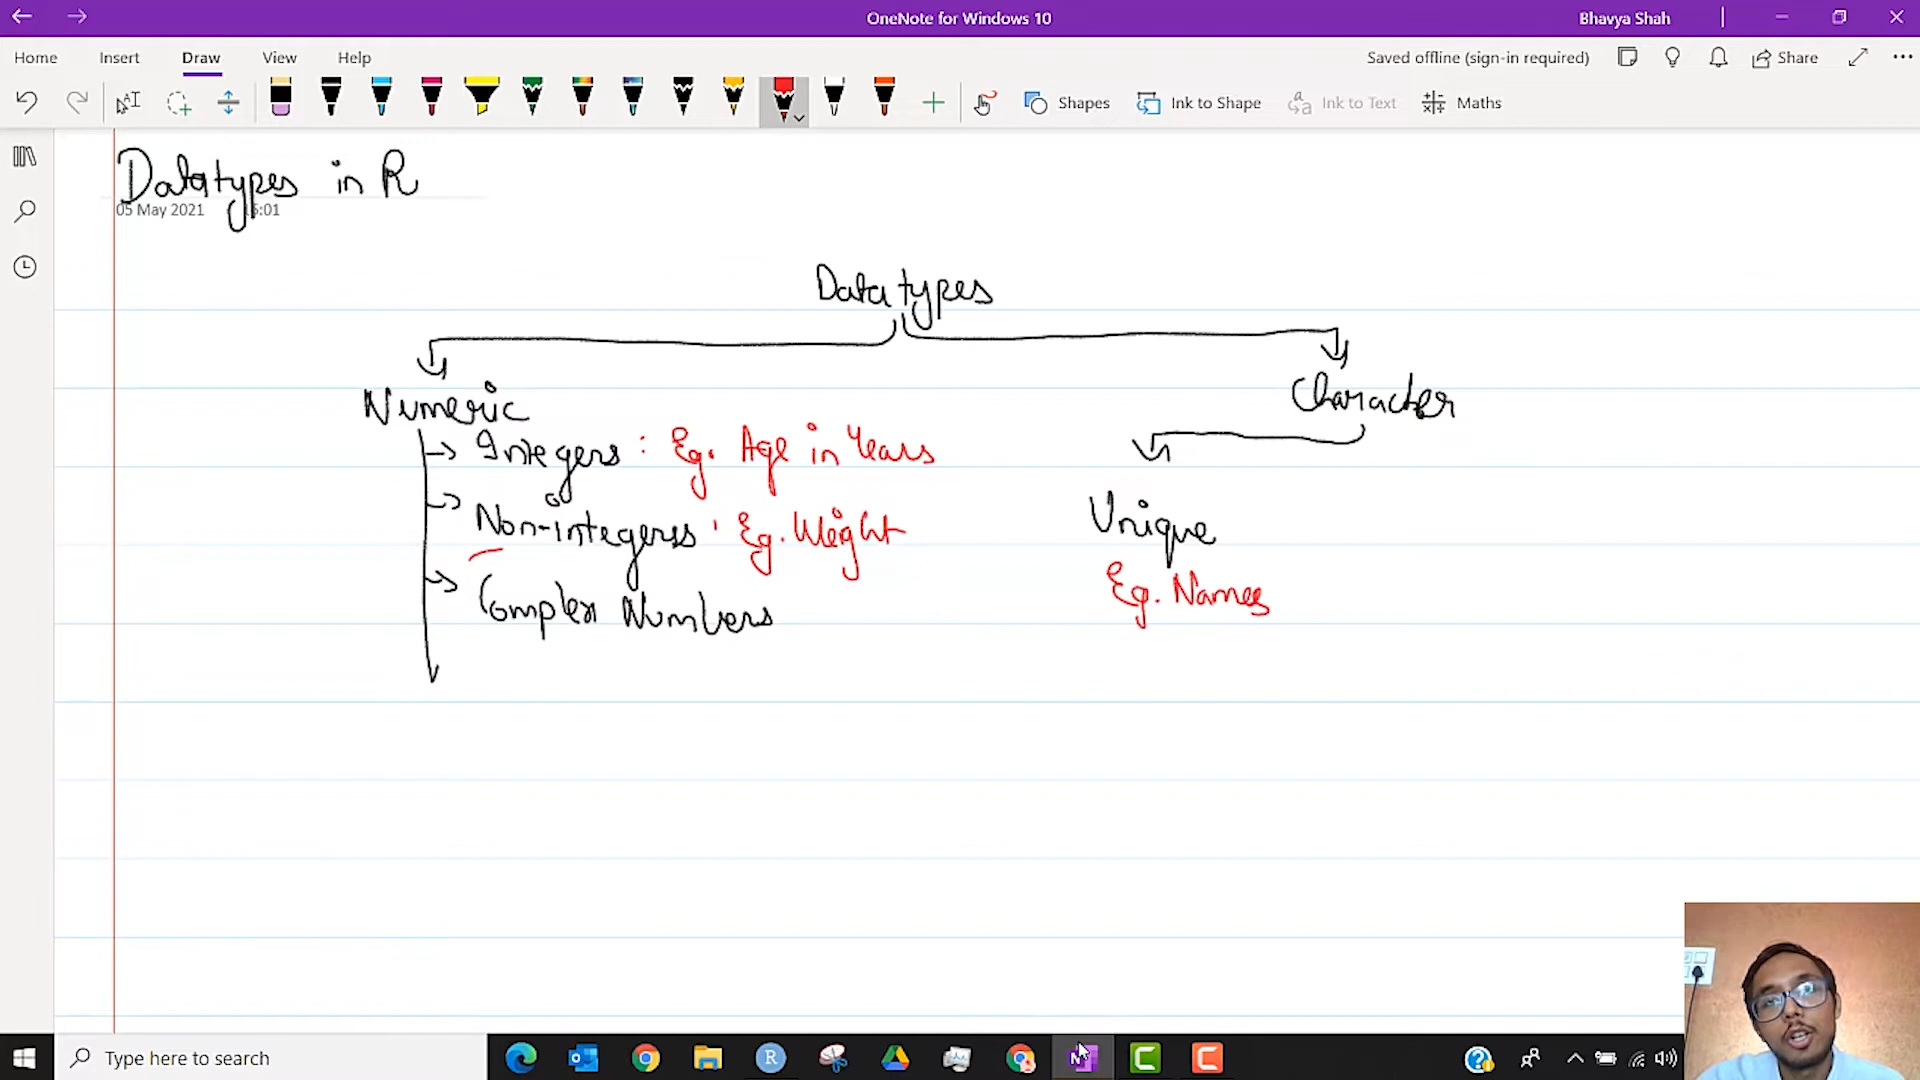 OneNote for Windows 10
Bhavya Shah
Home Insert Draw View Help
Saved offline (sign-in required) Share
Shapes Ink to Shape Ink to Text Maths
Datatypes in R
05 May 2021 :01
Datatypes
Numeric
Character
Integers : Eg. Age in Years
Non-integers : Eg. Weight
Unique
Complex Numbers
Eg. Names
Type here to search